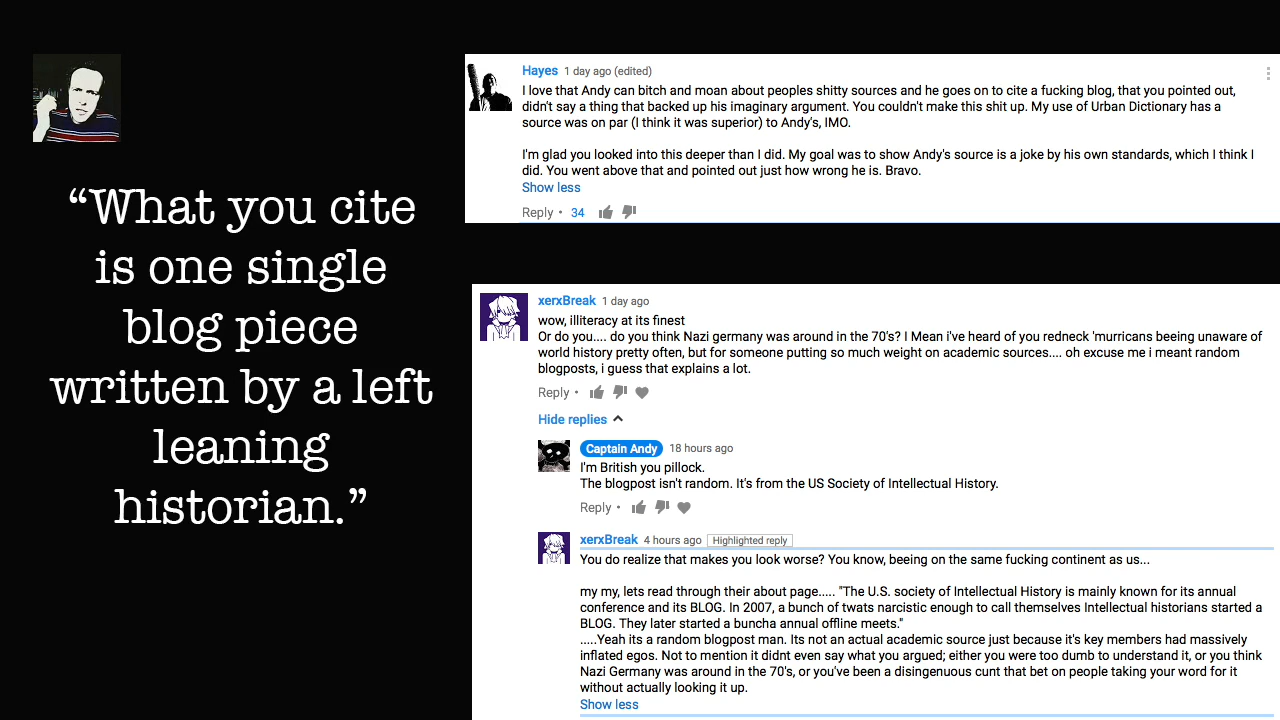 “What you cite
is one single
blog piece
written by a left
leaning
historian.”
Hayes 1 day ago (edited)
I love that Andy can bitch and moan about peoples shitty sources and he goes on to cite a fucking blog, that you pointed out,
didn't say a thing that backed up his imaginary argument. You couldn't make this shit up. My use of Urban Dictionary has a
source was on par (I think it was superior) to Andy's, IMO.
I'm glad you looked into this deeper than I did. My goal was to show Andy's source is a joke by his own standards, which I think I
did. You went above that and pointed out just how wrong he is. Bravo.
Show less
Reply • 34
xerxBreak 1 day ago
wow, illiteracy at its finest
Or do you.... do you think Nazi germany was around in the 70's? I Mean i've heard of you redneck 'murricans beeing unaware of
world history pretty often, but for someone putting so much weight on academic sources.... oh excuse me i meant random
blogposts, i guess that explains a lot.
Reply •
Hide replies
Captain Andy 18 hours ago
I'm British you pillock.
The blogpost isn't random. It's from the US Society of Intellectual History.
Reply •
xerxBreak 4 hours ago Highlighted reply
You do realize that makes you look worse? You know, beeing on the same fucking continent as us...
my my, lets read through their about page..... "The U.S. society of Intellectual History is mainly known for its annual
conference and its BLOG. In 2007, a bunch of twats narcistic enough to call themselves Intellectual historians started a
BLOG. They later started a buncha annual offline meets."
.....Yeah its a random blogpost man. Its not an actual academic source just because it's key members had massively
inflated egos. Not to mention it didnt even say what you argued; either you were too dumb to understand it, or you think
Nazi Germany was around in the 70's, or you've been a disingenuous cunt that bet on people taking your word for it
without actually looking it up.
Show less